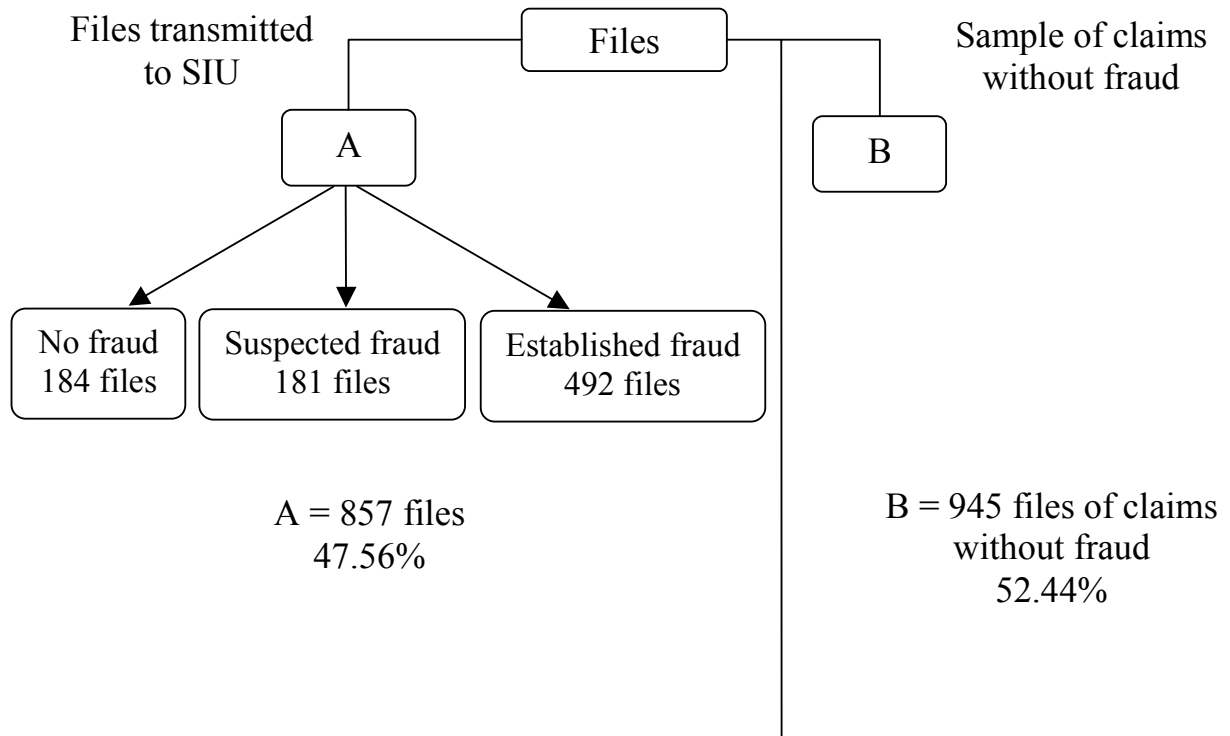 Files transmitted
to SIU
Files
Sample of claims
without fraud
A
B
No fraud
184 files
Suspected fraud
181 files
Established fraud
492 files
A = 857 files
47.56%
B = 945 files of claims
without fraud
52.44%